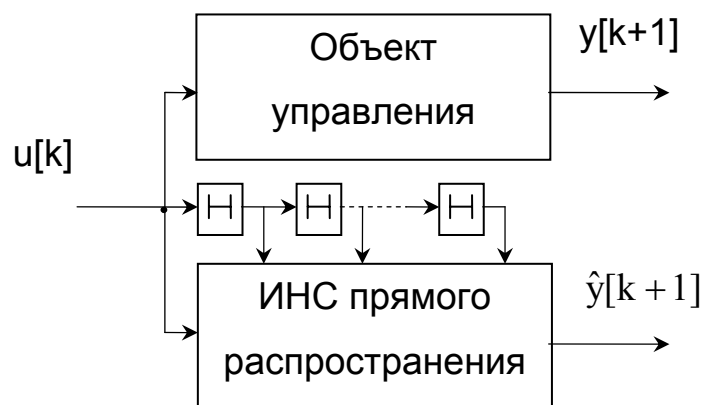 Объект
управления
y[k+1]
u[k]
ИНС прямого
распространения
ŷ[k + 1]